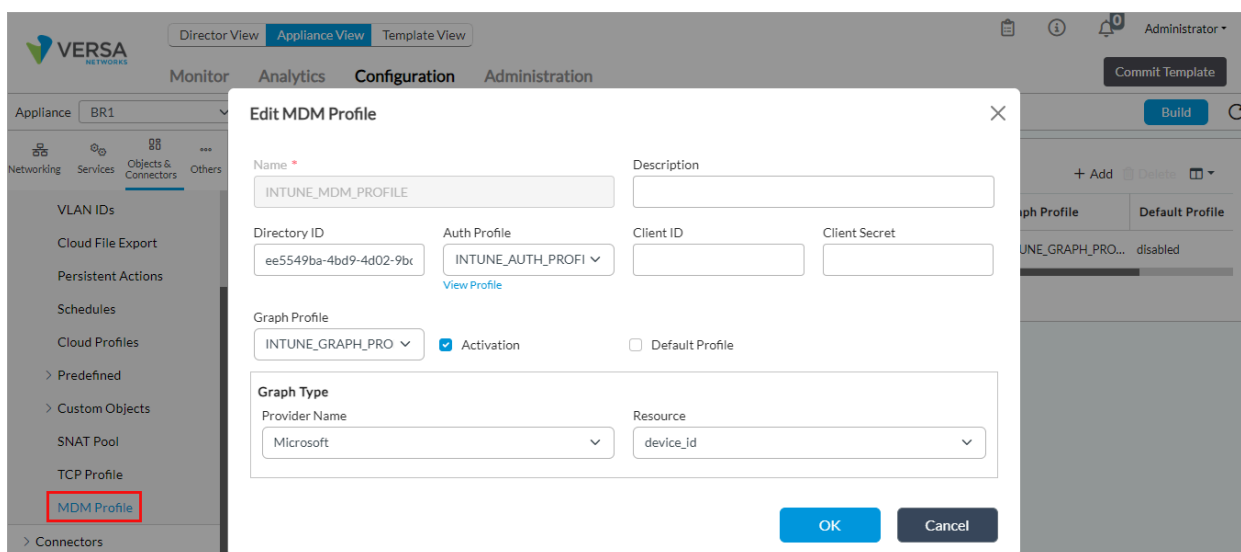 Director View Appliance View Template View
0
Administrator
VERSA
NETWORKS
Monitor Analytics Configuration Administration
Commit Template
Appliance BR1
Build
Edit MDM Profile
Networking Services Objects & Connectors Others
+ Add Delete
Name * Description
INTUNE_MDM_PROFILE
VLAN IDs
Cloud File Export
Persistent Actions
Schedules
Cloud Profiles
> Predefined
> Custom Objects
SNAT Pool
TCP Profile
MDM Profile
> Connectors
aph Profile Default Profile
UNE_GRAPH_PRO... disabled
Directory ID Auth Profile Client ID Client Secret
ee5549ba-4bd9-4d02-9bc INTUNE_AUTH_PROFI
View Profile
Graph Profile
INTUNE_GRAPH_PRO Activation Default Profile
Graph Type
Provider Name Resource
Microsoft device_id
OK Cancel